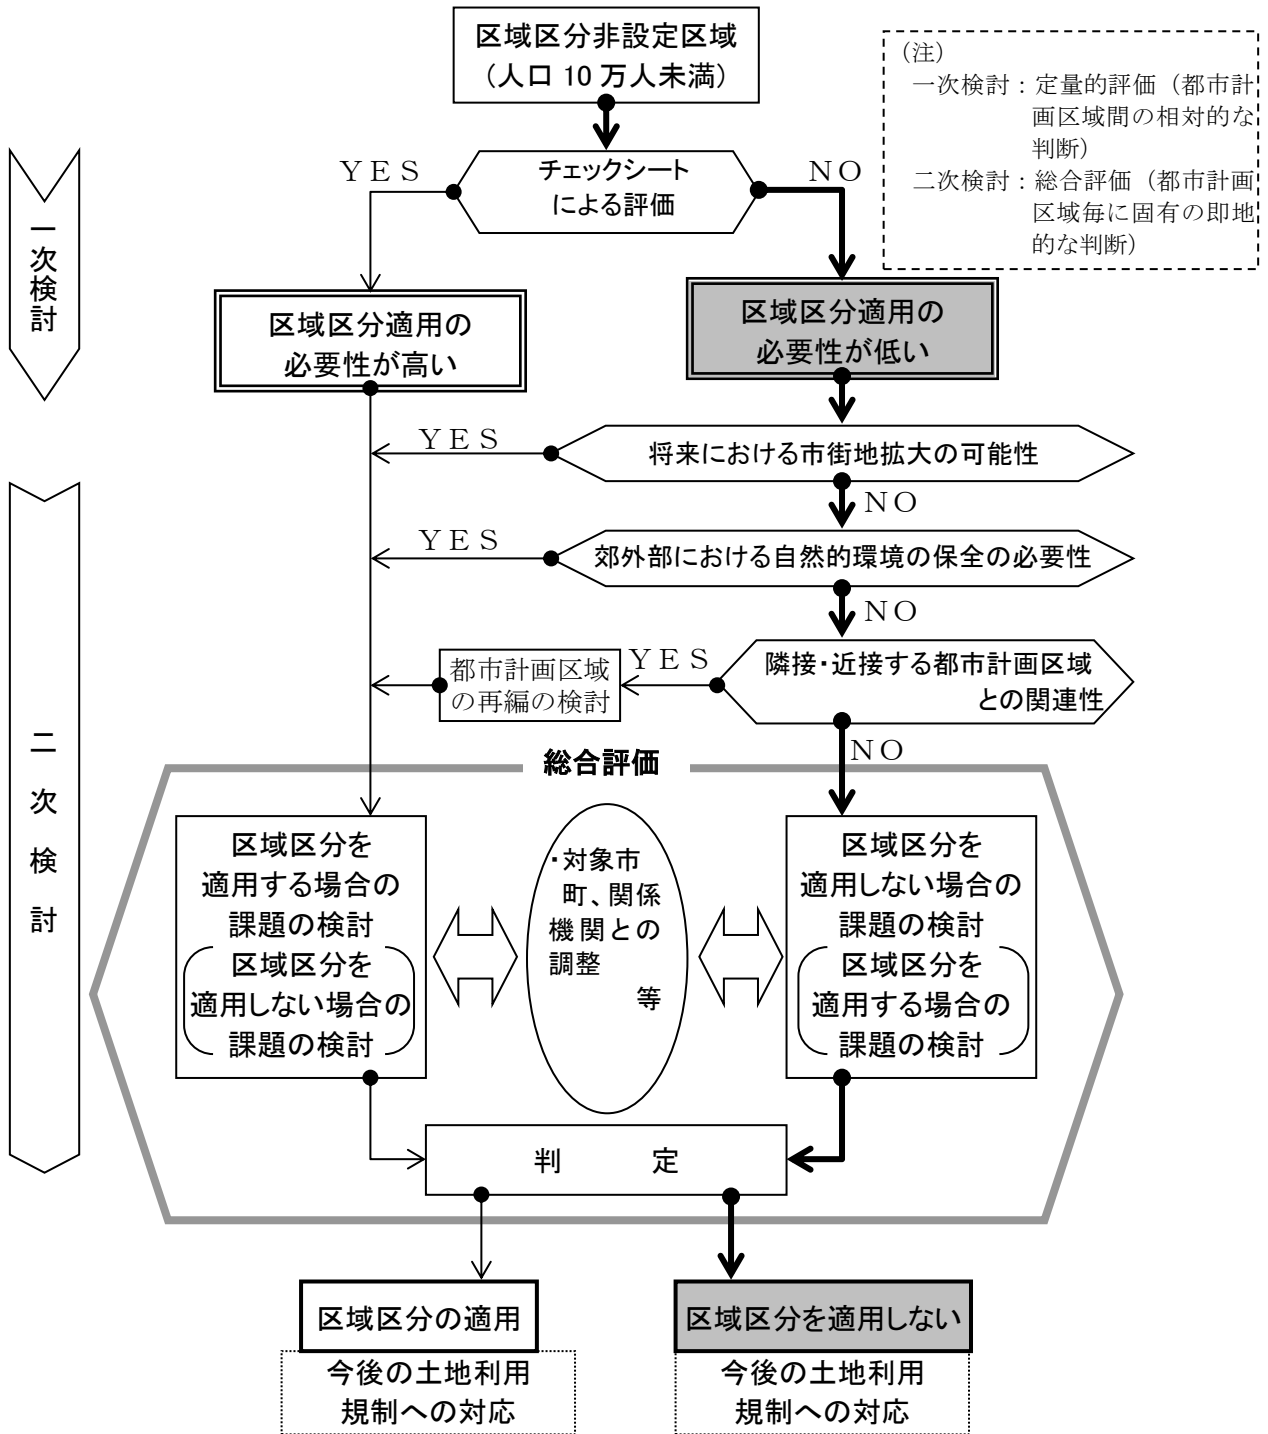 区域区分非設定区域
（人口 10 万人未満）
（注）
一次検討：定量的評価（都市計
画区域間の相対的な
判断）
二次検討：総合評価（都市計画
区域毎に固有の即地
的な判断）
一次検討
チェックシート
による評価
ＹＥＳ
ＮＯ
区域区分適用の
必要性が高い
区域区分適用の
必要性が低い
二次検討
将来における市街地拡大の可能性
ＹＥＳ
ＮＯ
郊外部における自然的環境の保全の必要性
ＹＥＳ
ＮＯ
隣接・近接する都市計画区域
との関連性
ＹＥＳ
都市計画区域
の再編の検討
ＮＯ
総合評価
区域区分を
適用する場合の
課題の検討
区域区分を
適用しない場合の
課題の検討
・対象市
町、関係
機関との
調整
等
区域区分を
適用しない場合の
課題の検討
区域区分を
適用する場合の
課題の検討
判　定
区域区分の適用
今後の土地利用
規制への対応
区域区分を適用しない
今後の土地利用
規制への対応